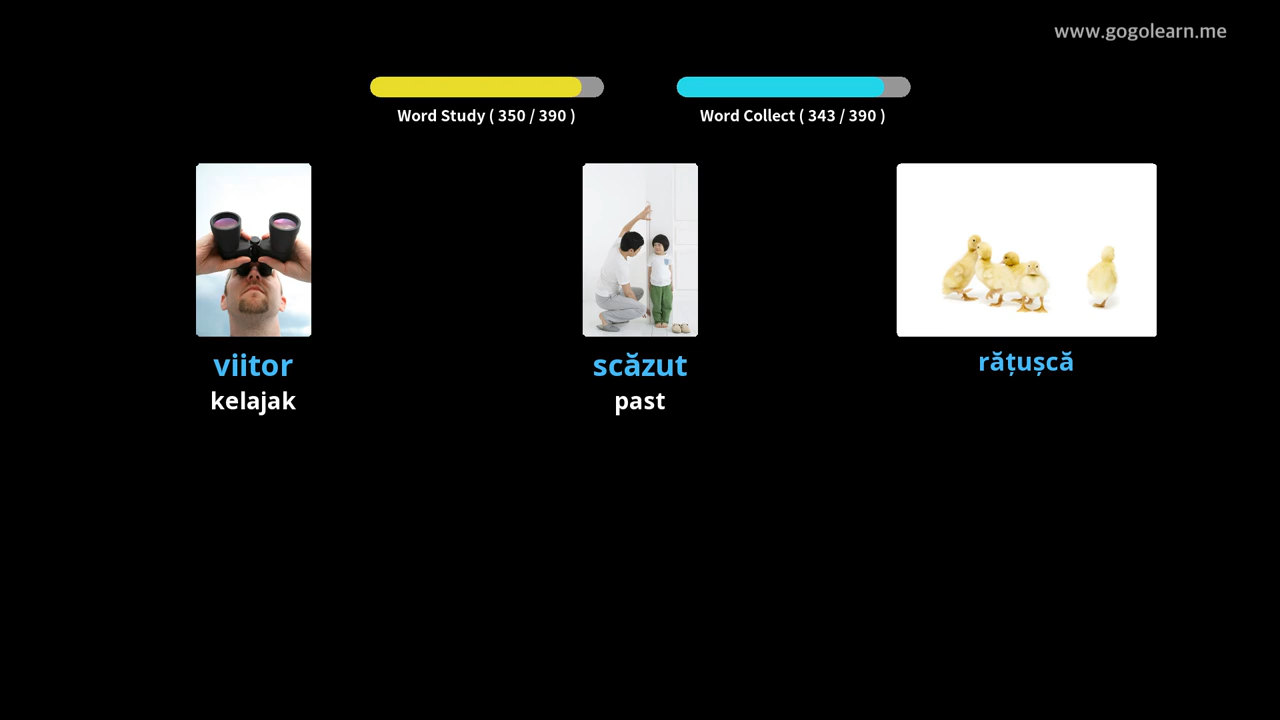 www.gogolearn.me
Word Study ( 350 / 390 )
Word Collect ( 343 / 390 )
viitor
kelajak
scăzut
past
rățușcă